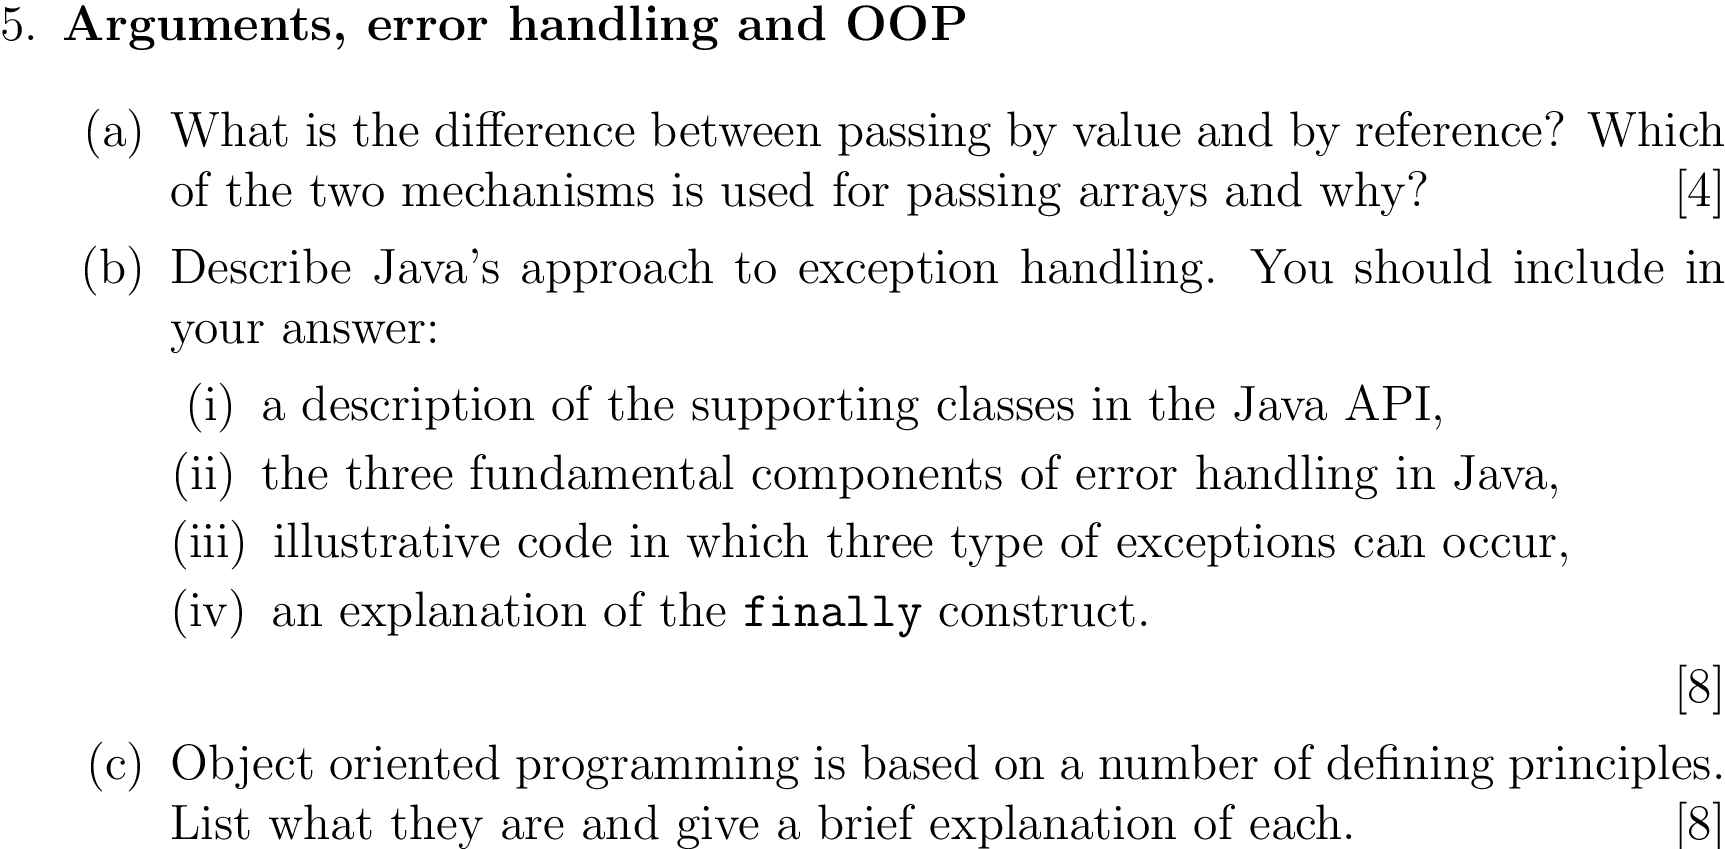 5. Arguments, error handling and OOP
(a) What is the difference between passing by value and by reference? Which
of the two mechanisms is used for passing arrays and why? [4]
(b) Describe Java's approach to exception handling. You should include in
your answer:
(i) a description of the supporting classes in the Java API,
(ii) the three fundamental components of error handling in Java,
(iii) illustrative code in which three type of exceptions can occur,
(iv) an explanation of the finally construct.
[8]
(c) Object oriented programming is based on a number of defining principles.
List what they are and give a brief explanation of each. [8]